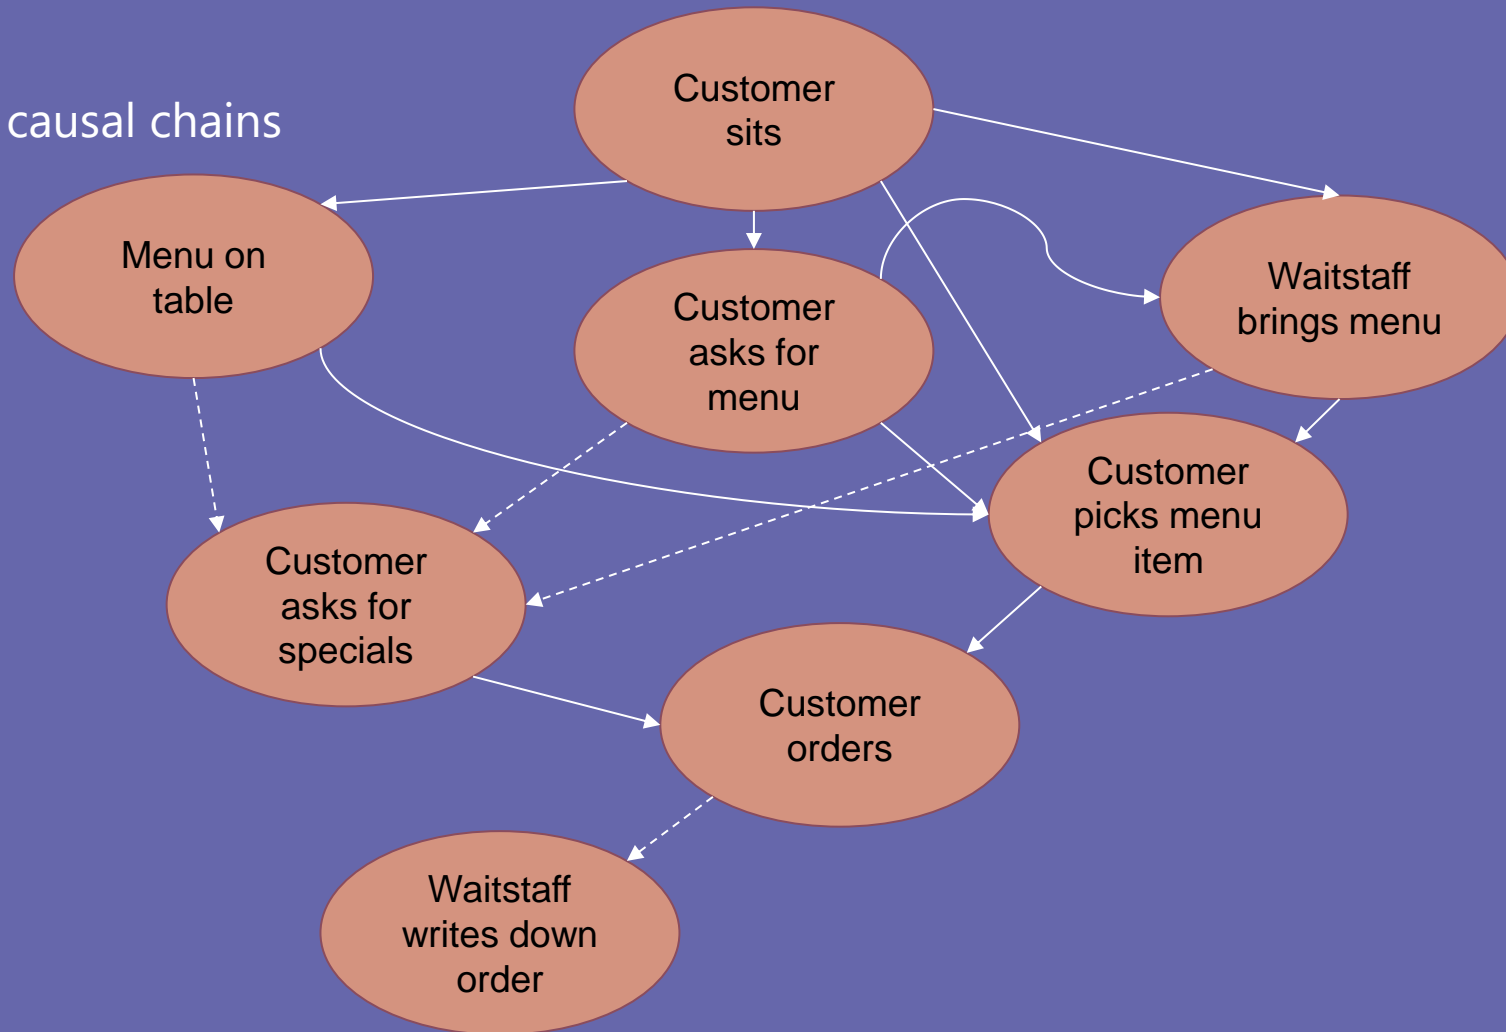 causal chains
Customer
sits
Menu on
table
Customer
asks for
menu
Waitstaff
brings menu
Customer
picks menu
item
Customer
asks for
specials
Customer
orders
Waitstaff
writes down
order